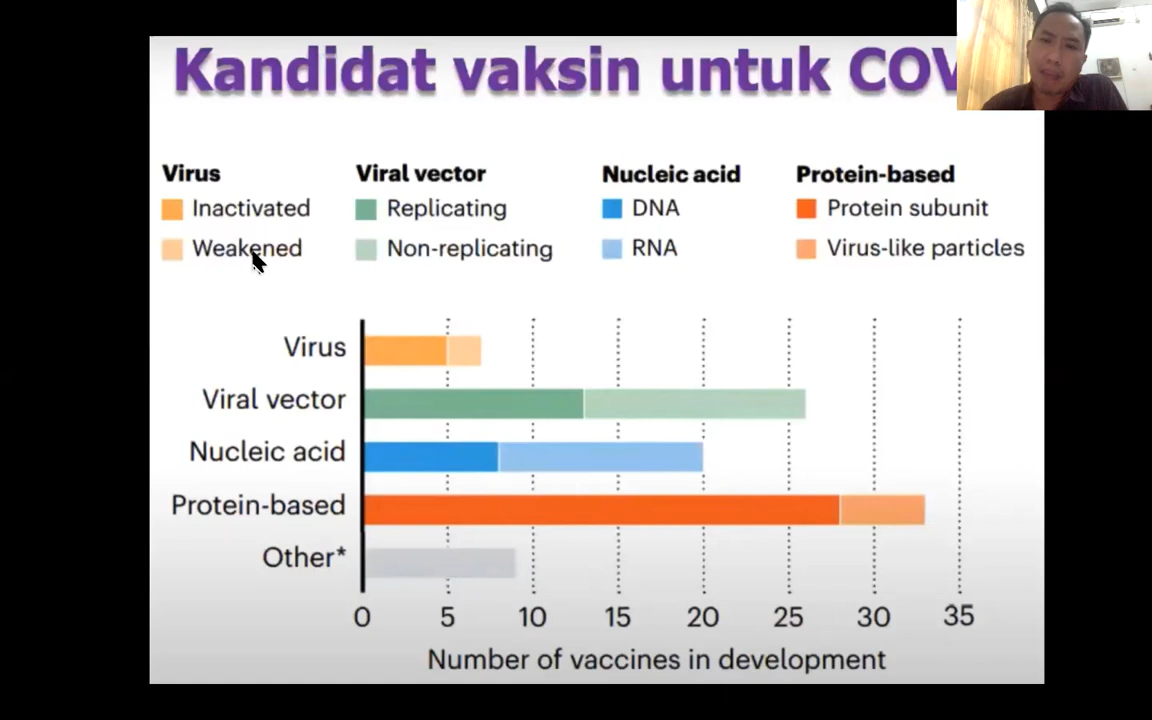 Kandidat vaksin untuk COV
Virus
Inactivated
Weakened
Viral vector
Replicating
Non-replicating
Nucleic acid
DNA
RNA
Protein-based
Protein subunit
Virus-like particles
Virus
Viral vector
Nucleic acid
Protein-based
Other*
0 5 10 15 20 25 30 35
Number of vaccines in development